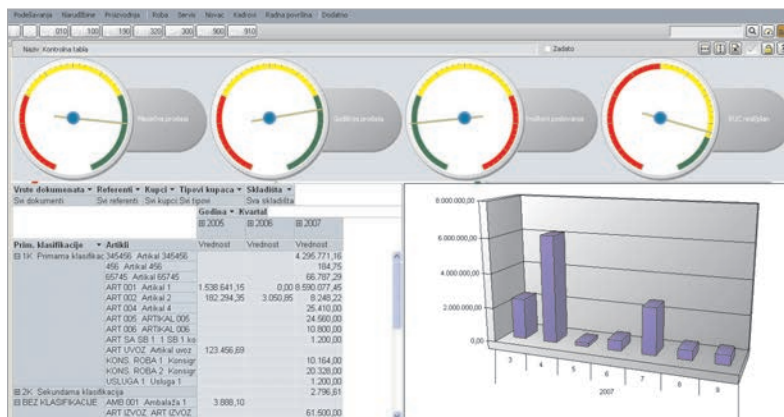 Podešavanja Narudžbine Proizvodnja Roba Servis Novac Kadrovi Radna površina Dodatno
010 100 190 320 300 900 910
Naziv Kontrolna tabla Zadato
Mesečna prodaja Godišnja prodaja Troškovi poslovanja RUC real/plan
Vrste dokumenata Referenti Kupci Tipovi kupaca Skladišta
Svi dokumenti Svi referenti Svi kupci Svi tipovi Sva skladišta
Godina Kvartal
2005 2006 2007
Prim. klasifikacije Artikli Vrednost Vrednost Vrednost
1K Primarna klasifikac 345456 Artikal 345456 4.295.771,16
456 Artikal 456 184,75
65745 Artikal 65745 66.787,29
ART 001 Artikal 1 1.538.641,15 0,00 8.590.077,45
ART 002 Artikal 2 182.294,35 3.050,85 8.248,22
ART 004 Artikal 4 25.410,00
ART 005 ARTIKAL 005 24.560,00
ART 006 ARTIKAL 006 10.800,00
ART SA SB 1 1 SB 1 ko 1.200,00
ART UVOZ Artikal uvoz 123.456,69
KONS. ROBA 1 Konsigr 10.164,00
KONS. ROBA 2 Konsigr 20.328,00
USLUGA 1 Usluga 1 1.200,00
2K Sekundarna klasifikacija 2.796,61
BEZ KLASIFIKACIJE AMB 001 Ambalaža 1 3.888,10
ART IZVOZ ART IZVOZ 61.500,00
8.000.000,00
6.000.000,00
4.000.000,00
2.000.000,00
0,00
3 4 5 6 7 8 9
2007